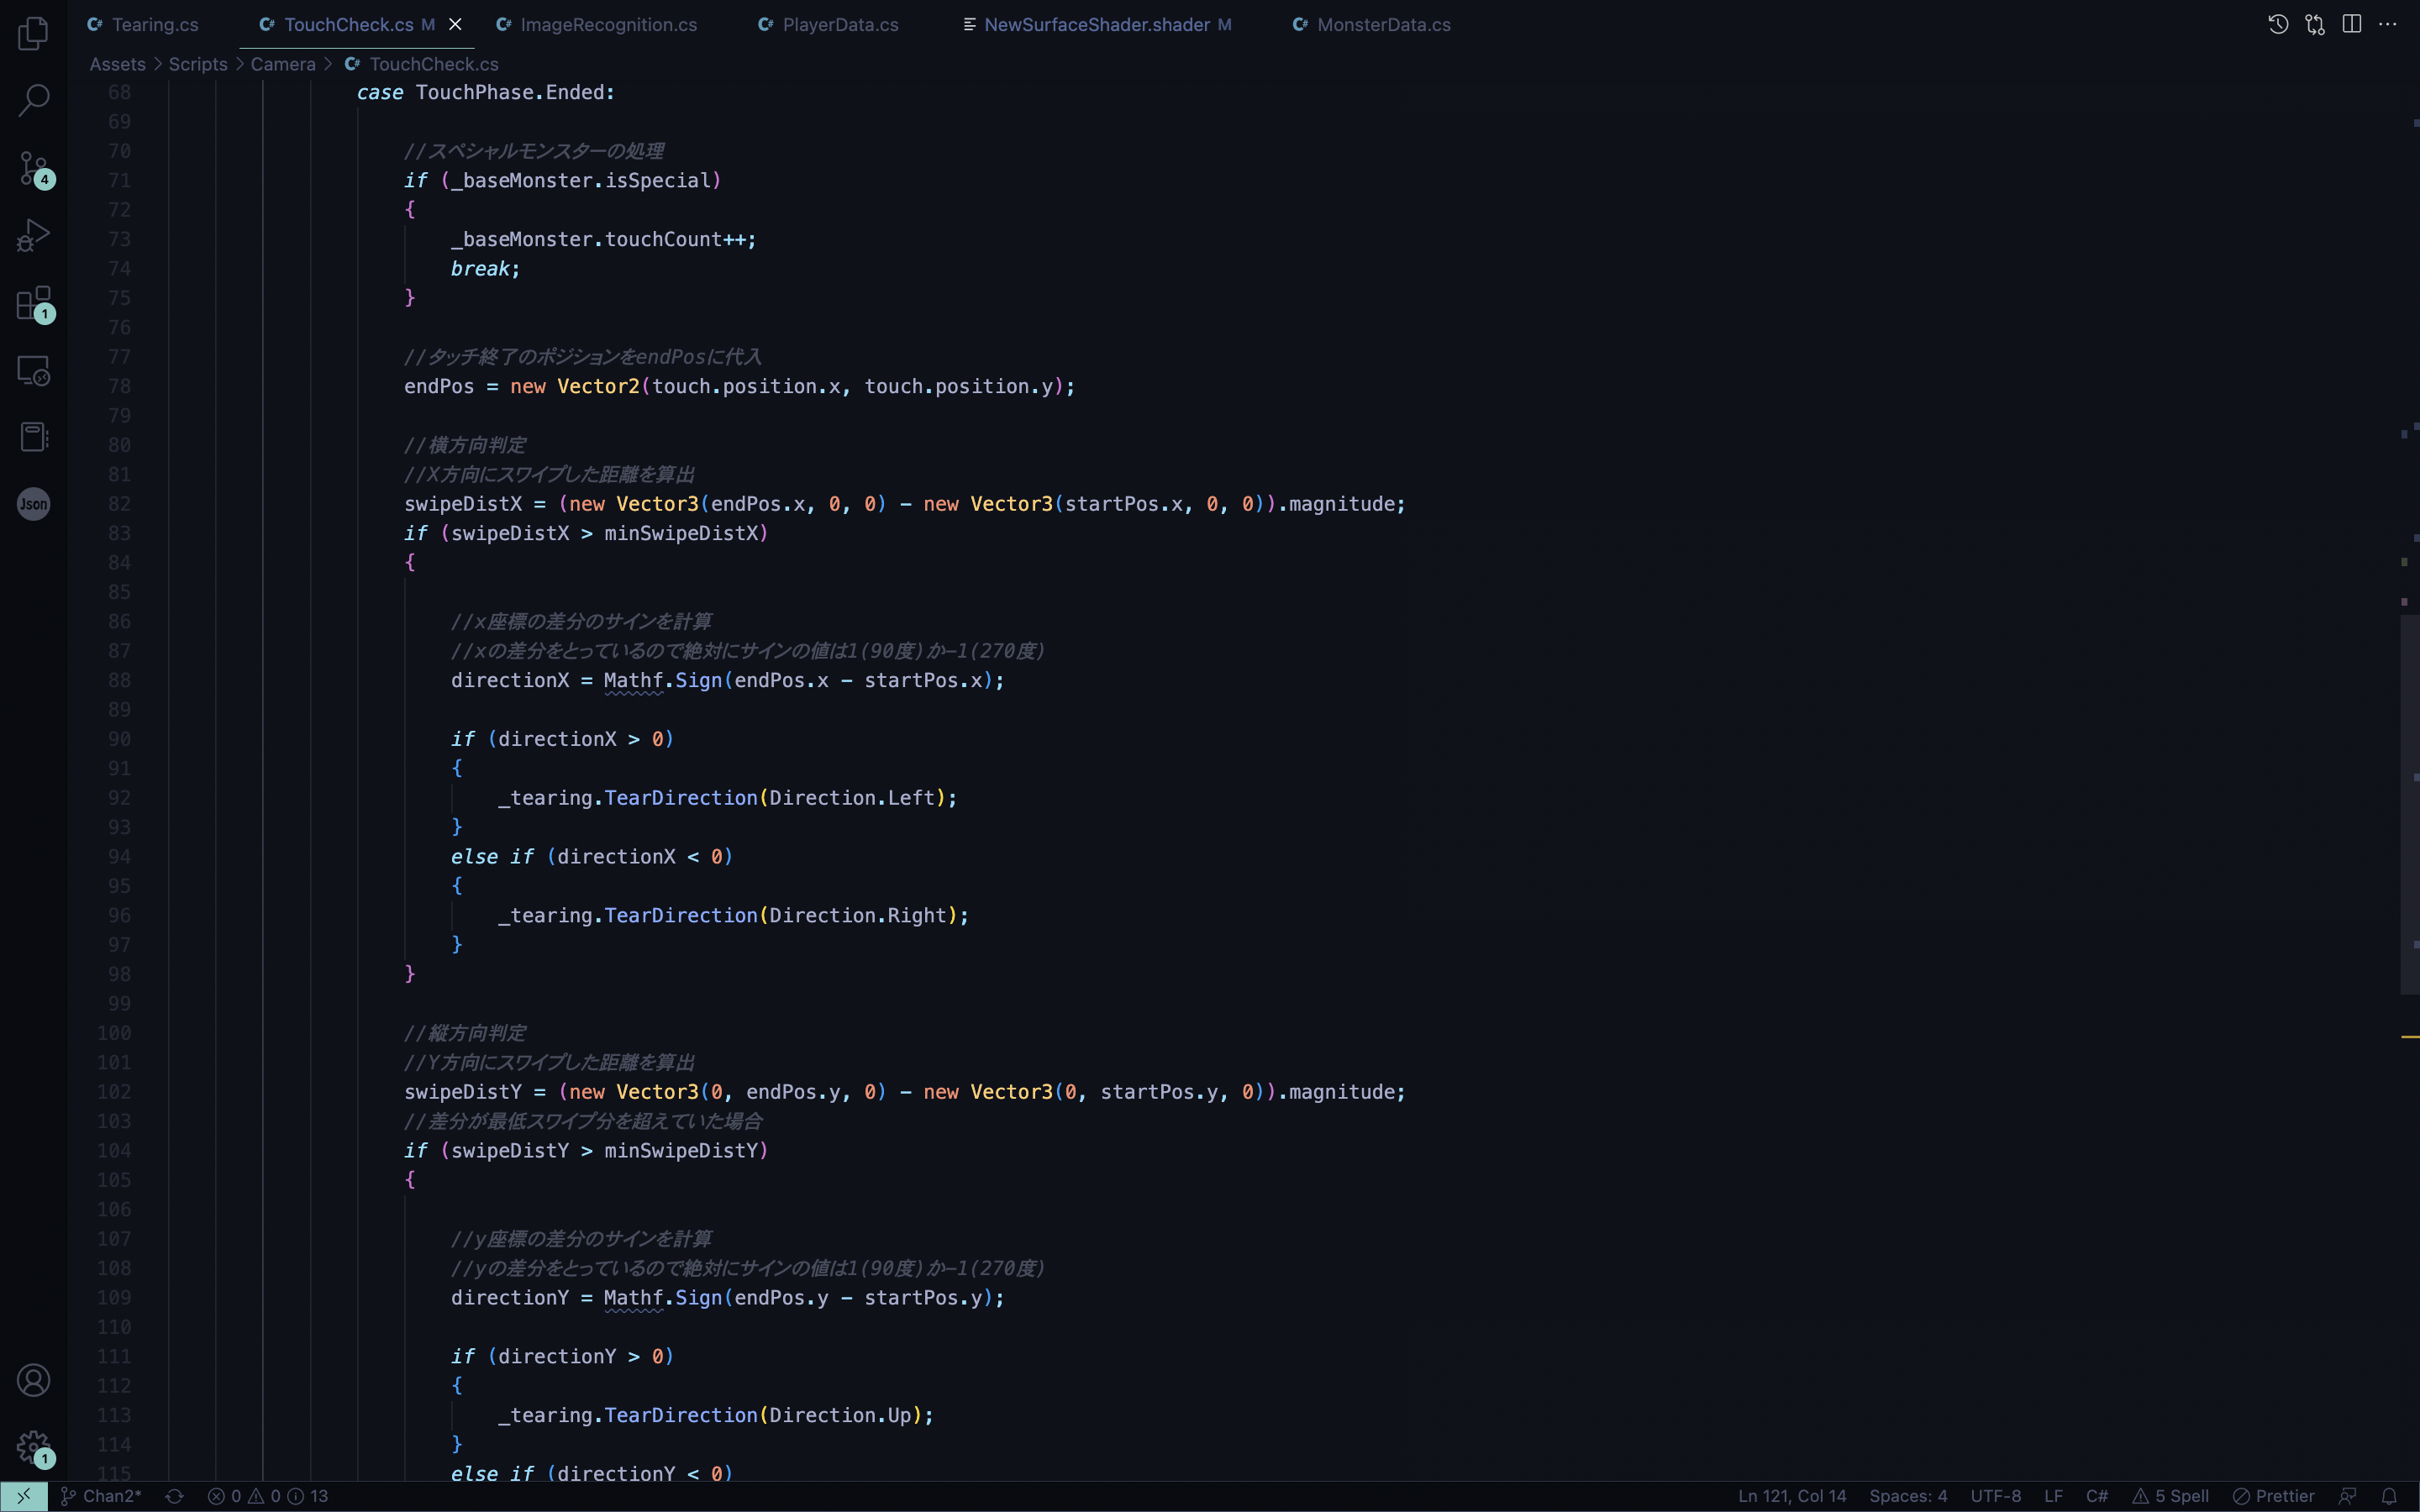 Tearing.cs TouchCheck.cs M ImageRecognition.cs PlayerData.cs NewSurfaceShader.shader M MonsterData.cs
Assets > Scripts > Camera > TouchCheck.cs
68 case TouchPhase.Ended:
69
70 //スペシャルモンスターの処理
71 if (_baseMonster.isSpecial)
72 {
73 _baseMonster.touchCount++;
74 break;
75 }
76
77 //タッチ終了のポジションをendPosに代入
78 endPos = new Vector2(touch.position.x, touch.position.y);
79
80 //横方向判定
81 //X方向にスワイプした距離を算出
82 swipeDistX = (new Vector3(endPos.x, 0, 0) - new Vector3(startPos.x, 0, 0)).magnitude;
83 if (swipeDistX > minSwipeDistX)
84 {
85
86 //x座標の差分のサインを計算
87 //xの差分をとっているので絶対にサインの値は1(90度)か-1(270度)
88 directionX = Mathf.Sign(endPos.x - startPos.x);
89
90 if (directionX > 0)
91 {
92 _tearing.TearDirection(Direction.Left);
93 }
94 else if (directionX < 0)
95 {
96 _tearing.TearDirection(Direction.Right);
97 }
98 }
99
100 //縦方向判定
101 //Y方向にスワイプした距離を算出
102 swipeDistY = (new Vector3(0, endPos.y, 0) - new Vector3(0, startPos.y, 0)).magnitude;
103 //差分が最低スワイプ分を超えていた場合
104 if (swipeDistY > minSwipeDistY)
105 {
106
107 //y座標の差分のサインを計算
108 //yの差分をとっているので絶対にサインの値は1(90度)か-1(270度)
109 directionY = Mathf.Sign(endPos.y - startPos.y);
110
111 if (directionY > 0)
112 {
113 _tearing.TearDirection(Direction.Up);
114 }
115 else if (directionY < 0)
4
1
Json
1
Chan2* 0 0 13 Ln 121, Col 14 Spaces: 4 UTF-8 LF C# 5 Spell Prettier